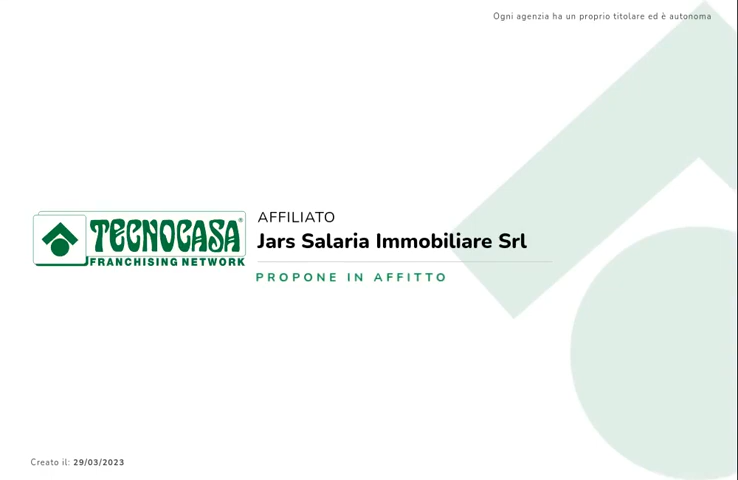 Ogni agenzia ha un proprio titolare ed è autonoma
TECNOCASA®
FRANCHISING NETWORK
AFFILIATO
Jars Salaria Immobiliare Srl
PROPONE IN AFFITTO
Creato il: 29/03/2023